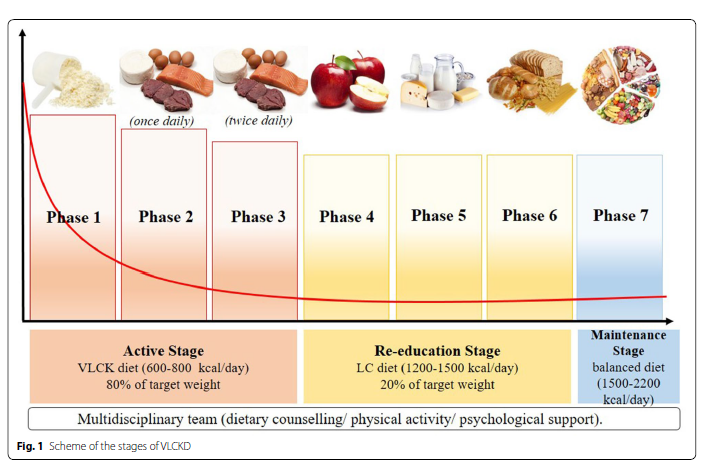 (once daily)
(twice daily)
Phase 1
Phase 2
Phase 3
Phase 4
Phase 5
Phase 6
Phase 7
Active Stage
VLCK diet (600-800 kcal/day)
80% of target weight
Re-education Stage
LC diet (1200-1500 kcal/day)
20% of target weight
Maintenance
Stage
balanced diet
(1500-2200
kcal/day)
Multidisciplinary team (dietary counselling/ physical activity/ psychological support).
Fig. 1 Scheme of the stages of VLCKD